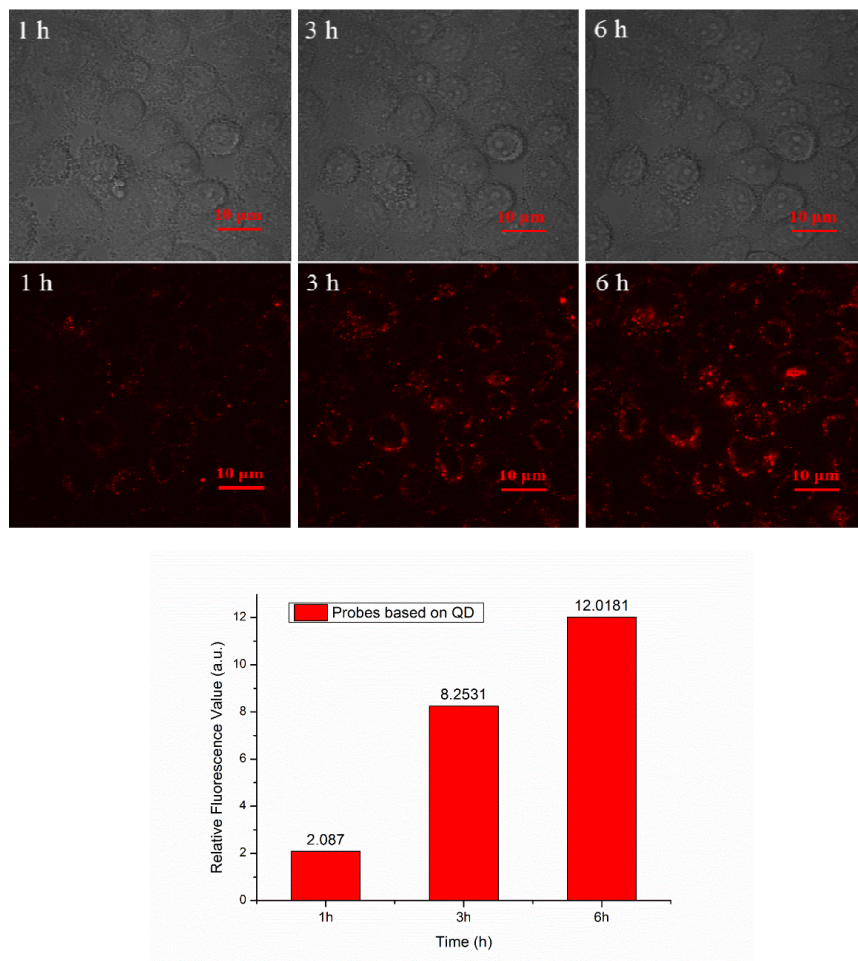 1 h
3 h
6 h
10 μm
10 μm
10 μm
1 h
3 h
6 h
10 μm
10 μm
10 μm
Probes based on QD
Relative Fluorescence Value (a.u.)
12
10
8
6
4
2
0
2.087
8.2531
12.0181
1h
3h
6h
Time (h)